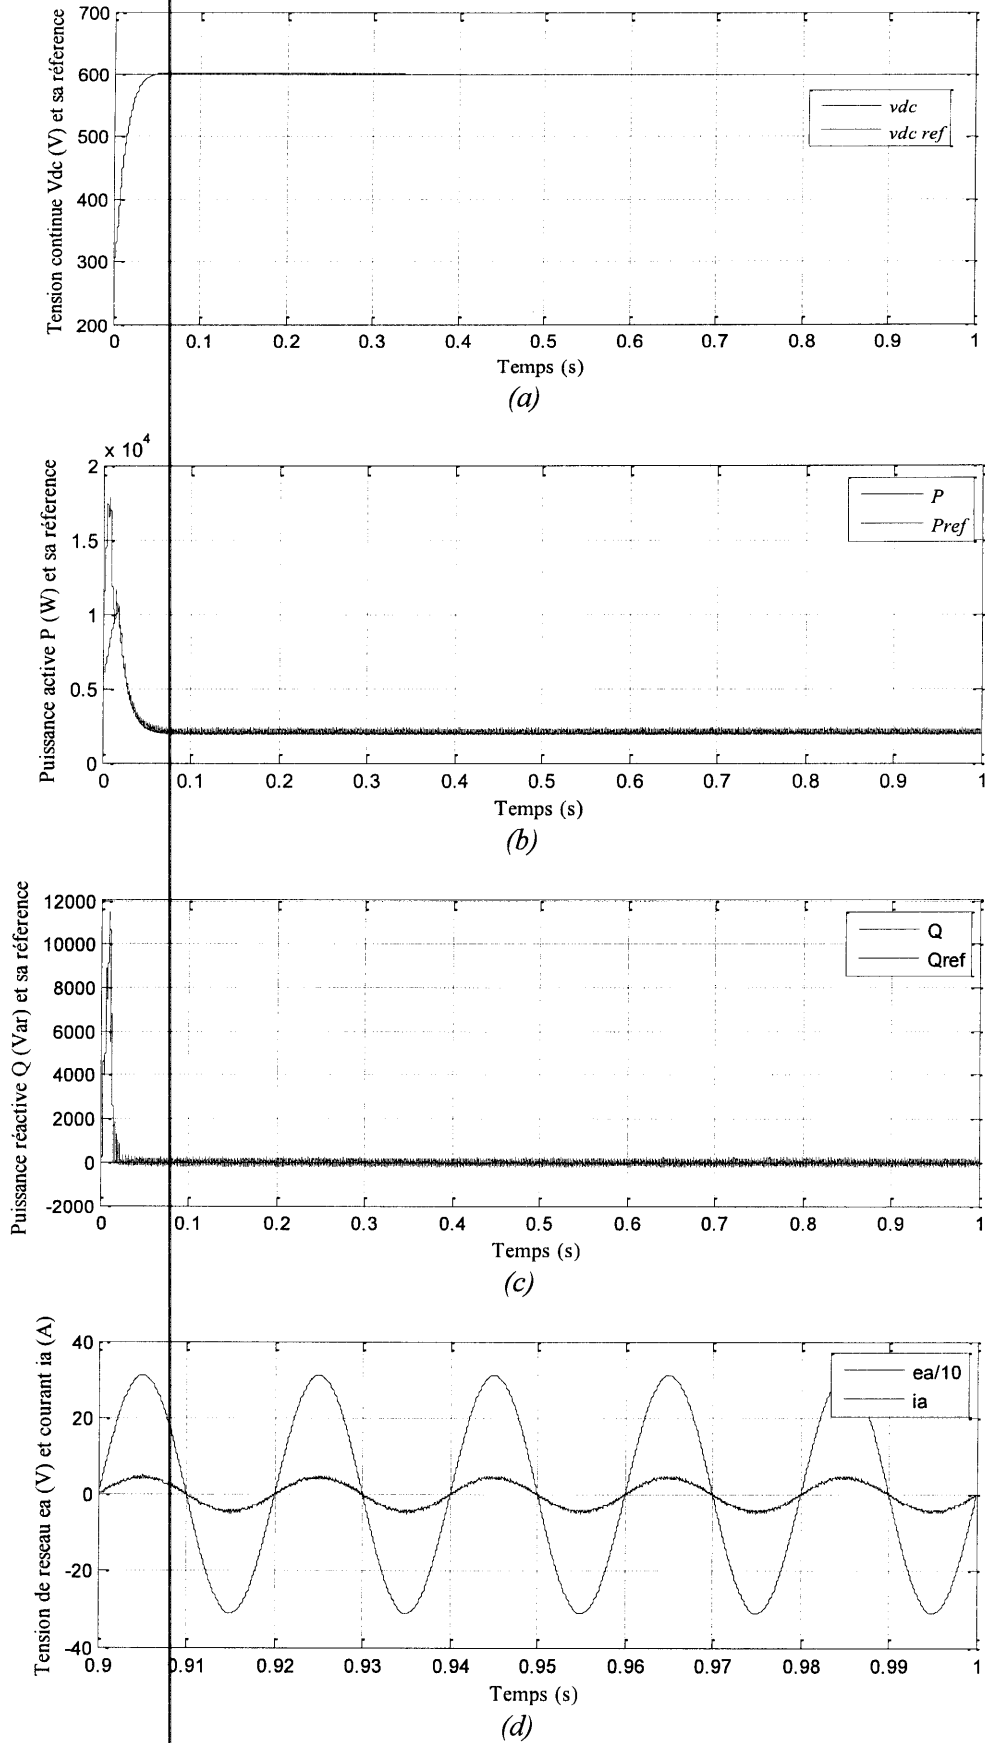 700
600
500
400
300
200
Tension continue Vdc (V) et sa réference
vdc
vdc ref
0 0.1 0.2 0.3 0.4 0.5 0.6 0.7 0.8 0.9 1
Temps (s)
(a)
x 10^4
2
1.5
1
0.5
0
Puissance active P (W) et sa réference
P
Pref
0 0.1 0.2 0.3 0.4 0.5 0.6 0.7 0.8 0.9 1
Temps (s)
(b)
12000
10000
8000
6000
4000
2000
0
-2000
Puissance réactive Q (Var) et sa réference
Q
Qref
0 0.1 0.2 0.3 0.4 0.5 0.6 0.7 0.8 0.9 1
Temps (s)
(c)
40
20
0
-20
-40
Tension de reseau ea (V) et courant ia (A)
ea/10
ia
0.9 0.91 0.92 0.93 0.94 0.95 0.96 0.97 0.98 0.99 1
Temps (s)
(d)